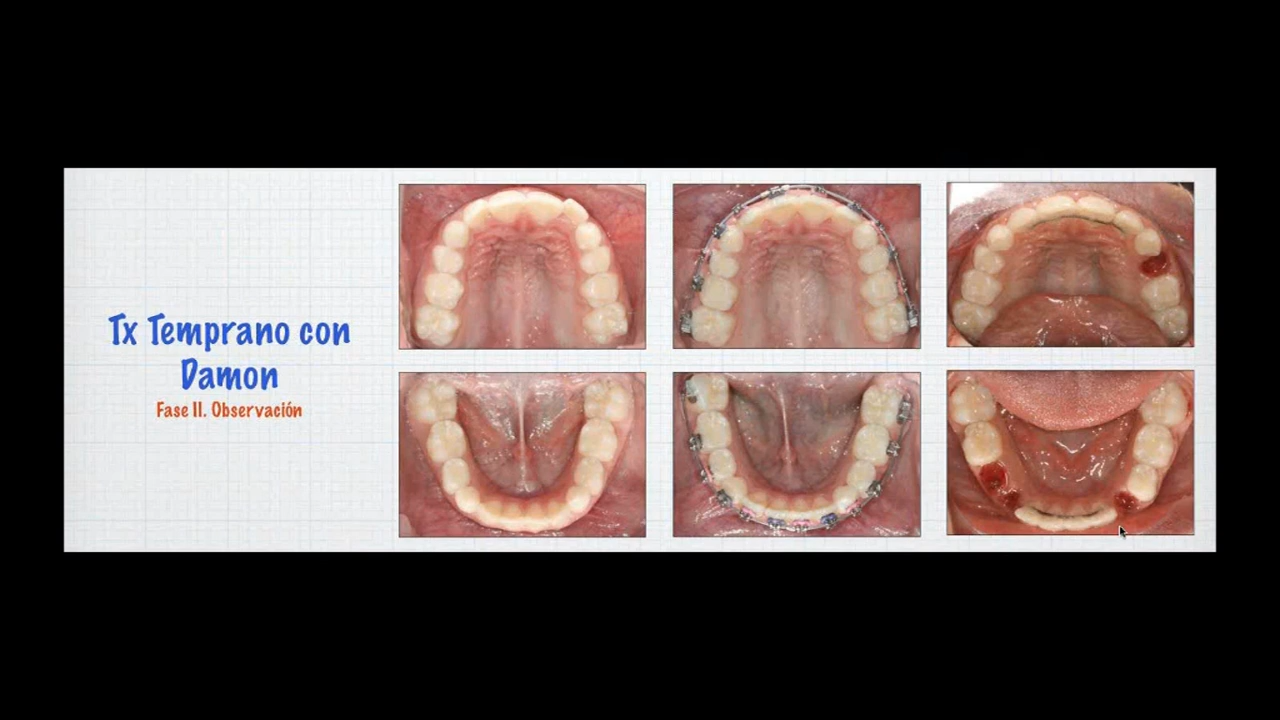 Tx Temprano con
Damon
Fase II. Observación